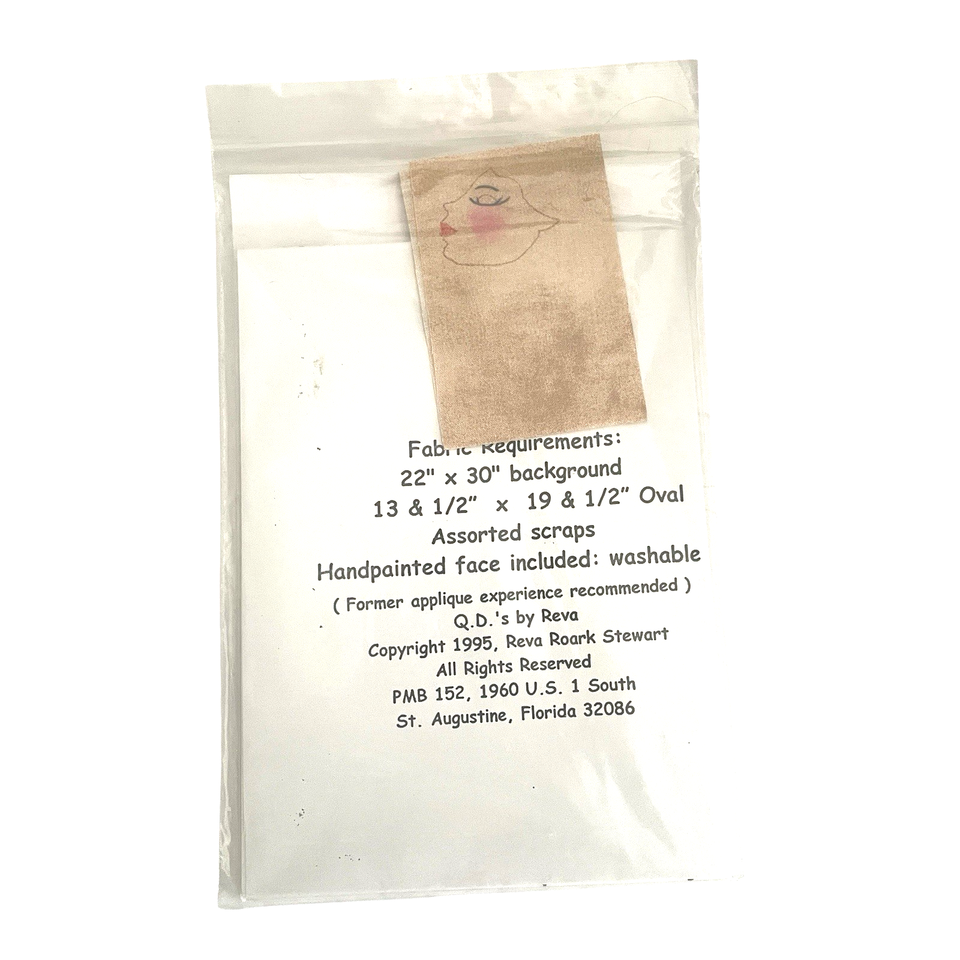 Fabric Requirements:
22" x 30" background
13 & 1/2" x 19 & 1/2" Oval
Assorted scraps
Handpainted face included: washable
( Former applique experience recommended )
Q.D.'s by Reva
Copyright 1995, Reva Roark Stewart
All Rights Reserved
PMB 152, 1960 U.S. 1 South
St. Augustine, Florida 32086